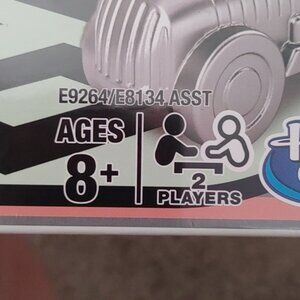 E9264/E8134 ASST
AGES
8+
2
PLAYERS